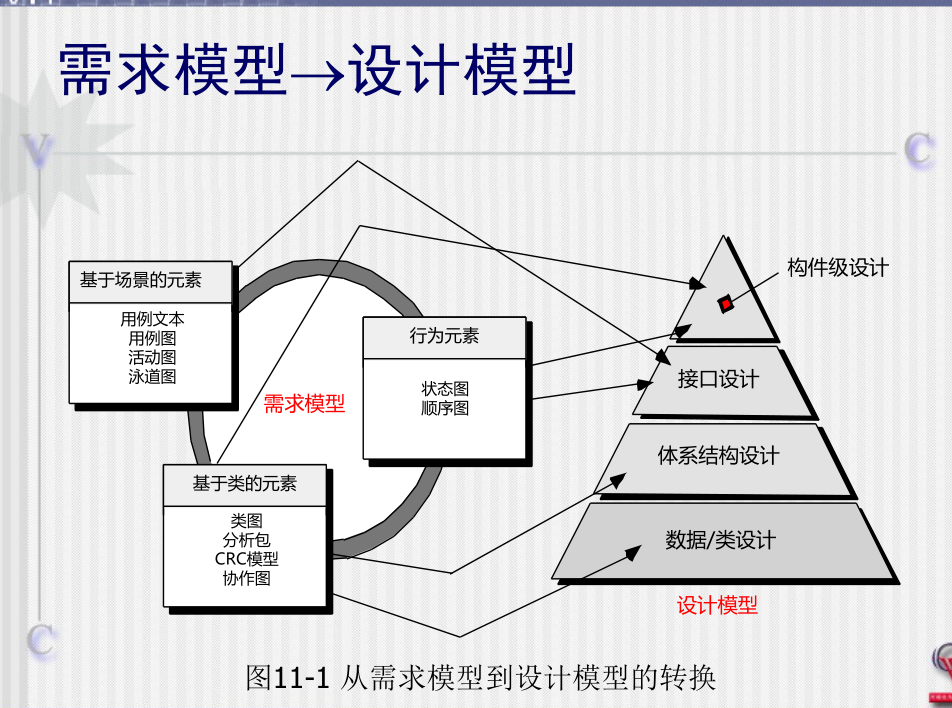 需求模型→设计模型
V
C
构件级设计
基于场景的元素
用例文本
用例图
活动图
泳道图
行为元素
状态图
顺序图
接口设计
需求模型
体系结构设计
基于类的元素
类图
分析包
CRC模型
协作图
数据/类设计
设计模型
C
图11-1 从需求模型到设计模型的转换